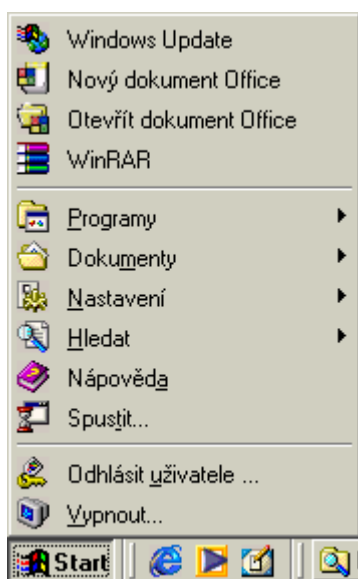 Windows Update
Nový dokument Office
Otevřít dokument Office
WinRAR
Programy
Dokumenty
Nastavení
Hledat
Nápověda
Spustit...
Odhlásit uživatele ...
Vypnout...
Start